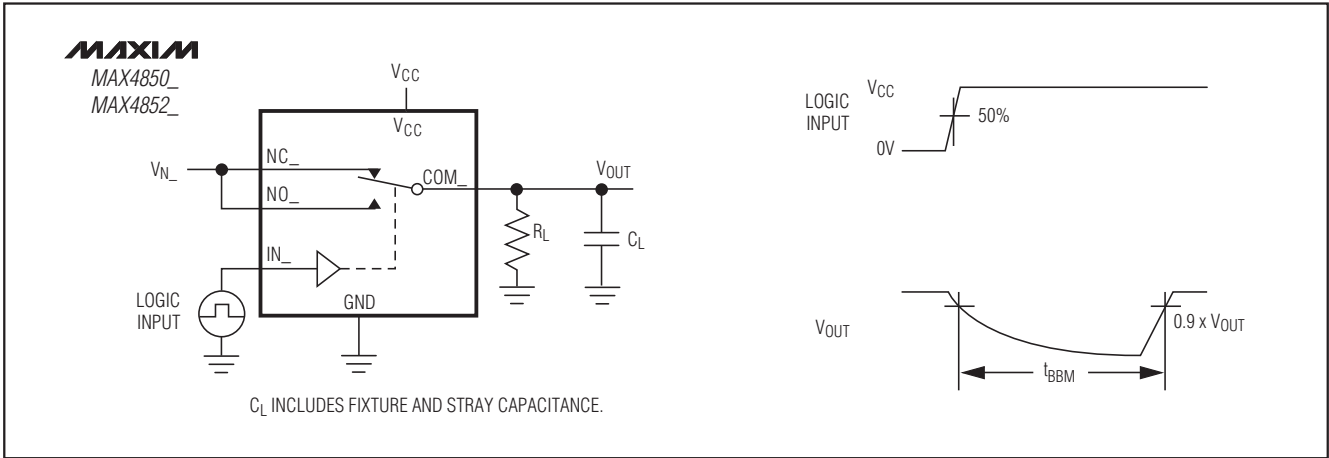 MAXIM
MAX4850_
MAX4852_
VCC
VCC
VN_
NC_
NO_
COM_
VOUT
RL
CL
IN_
LOGIC
INPUT
GND
CL INCLUDES FIXTURE AND STRAY CAPACITANCE.
LOGIC
INPUT
VCC
50%
0V
VOUT
0.9 x VOUT
tBBM